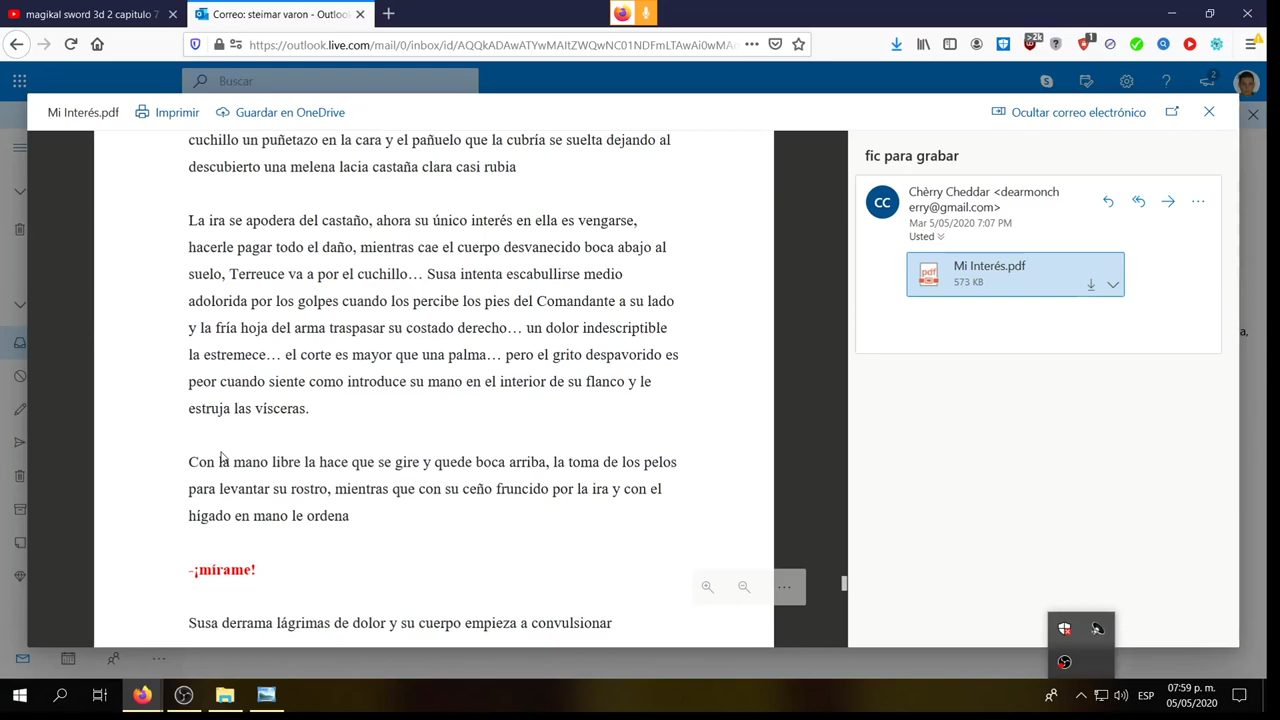 magikal sword 3d 2 capitulo 7
Correo: steimar varon - Outlook
https://outlook.live.com/mail/0/inbox/id/AQQkADAwATYwMAItZWQwNC01NDFmLTAwAi0wMA
>2k
1
Buscar
2
Mi Interés.pdf
Imprimir
Guardar en OneDrive
Ocultar correo electrónico
cuchillo un puñetazo en la cara y el pañuelo que la cubría se suelta dejando al
descubierto una melena lacia castaña clara casi rubia
La ira se apodera del castaño, ahora su único interés en ella es vengarse,
hacerle pagar todo el daño, mientras cae el cuerpo desvanecido boca abajo al
suelo, Terreuce va a por el cuchillo… Susa intenta escabullirse medio
adolorida por los golpes cuando los percibe los pies del Comandante a su lado
y la fría hoja del arma traspasar su costado derecho… un dolor indescriptible
la estremece… el corte es mayor que una palma… pero el grito despavorido es
peor cuando siente como introduce su mano en el interior de su flanco y le
estruja las vísceras.
Con la mano libre la hace que se gire y quede boca arriba, la toma de los pelos
para levantar su rostro, mientras que con su ceño fruncido por la ira y con el
hígado en mano le ordena
-¡mírame!
Susa derrama lágrimas de dolor y su cuerpo empieza a convulsionar
fic para grabar
CC
Chèrry Cheddar <dearmonch
erry@gmail.com>
Mar 5/05/2020 7:07 PM
Usted
pdf
Mi Interés.pdf
573 KB
ESP
07:59 p. m.
05/05/2020